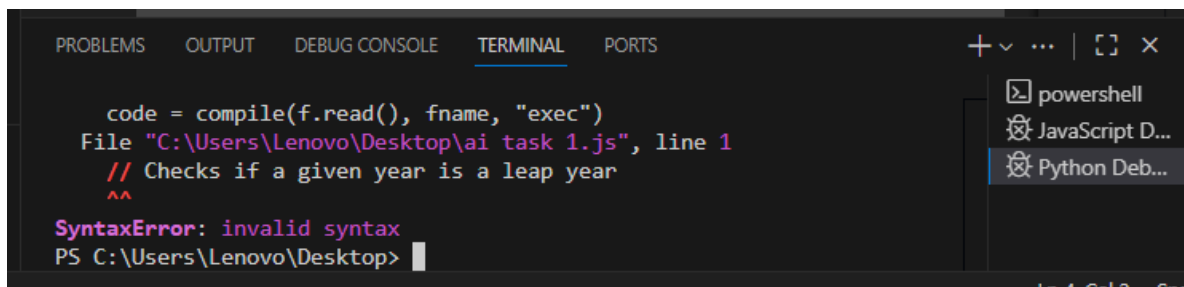 PROBLEMS OUTPUT DEBUG CONSOLE TERMINAL PORTS
code = compile(f.read(), fname, "exec")
File "C:\Users\Lenovo\Desktop\ai task 1.js", line 1
// Checks if a given year is a leap year
^^
SyntaxError: invalid syntax
PS C:\Users\Lenovo\Desktop>
powershell
JavaScript D...
Python Deb...